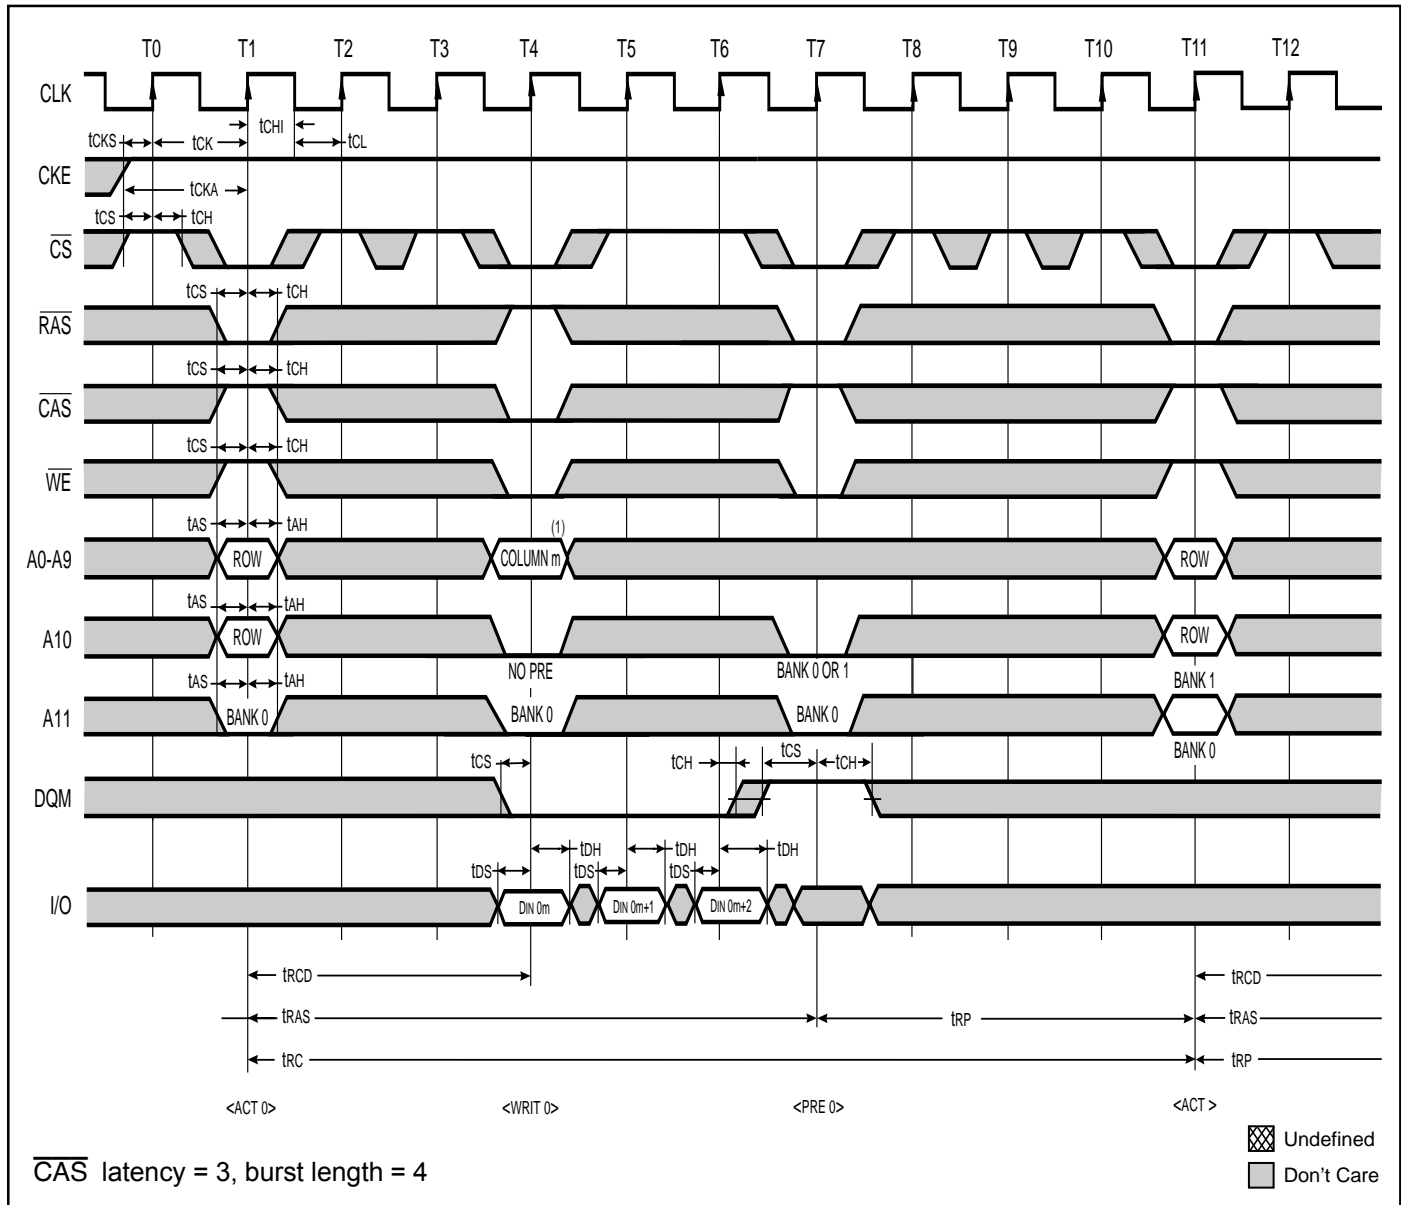 T0 T1 T2 T3 T4 T5 T6 T7 T8 T9 T10 T11 T12
CLK
tCHI
tCKS tCK tCL
CKE
tCKA
tCS tCH
CS
tCS tCH
RAS
tCS tCH
CAS
tCS tCH
WE
tAS tAH (1)
A0-A9 ROW COLUMN m ROW
tAS tAH
A10 ROW ROW
NO PRE BANK 0 OR 1
tAS tAH BANK 1
A11 BANK 0 BANK 0 BANK 0
BANK 0
tCS tCH tCS tCH
DQM
tDH tDH tDH
tDS tDS tDS
I/O DIN 0m DIN 0m+1 DIN 0m+2
tRCD tRCD
tRAS tRP tRAS
tRC tRP
<ACT 0> <WRIT 0> <PRE 0> <ACT >
Undefined
CAS latency = 3, burst length = 4
Don't Care